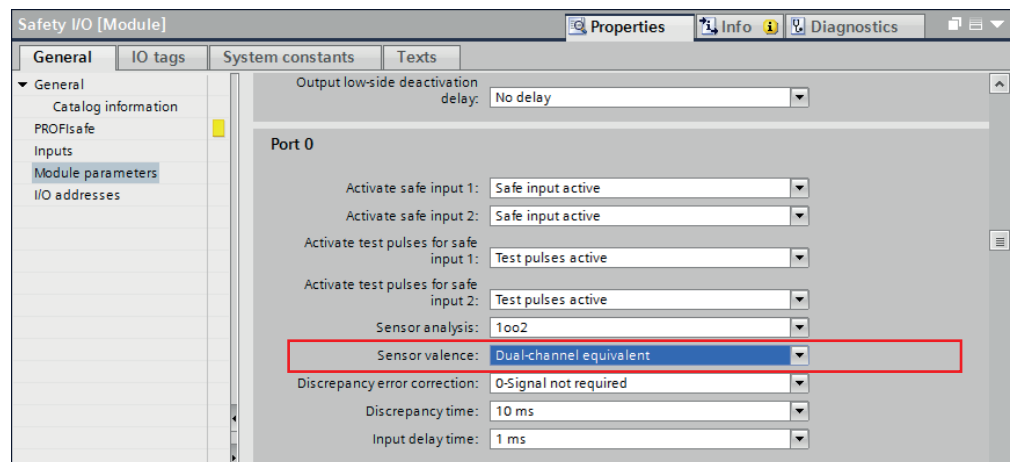 Safety I/O [Module]
Properties
Info
Diagnostics
General
IO tags
System constants
Texts
General
Catalog information
PROFIsafe
Inputs
Module parameters
I/O addresses
Output low-side deactivation
delay: No delay
Port 0
Activate safe input 1: Safe input active
Activate safe input 2: Safe input active
Activate test pulses for safe
input 1: Test pulses active
Activate test pulses for safe
input 2: Test pulses active
Sensor analysis: 1oo2
Sensor valence: Dual-channel equivalent
Discrepancy error correction: 0-Signal not required
Discrepancy time: 10 ms
Input delay time: 1 ms